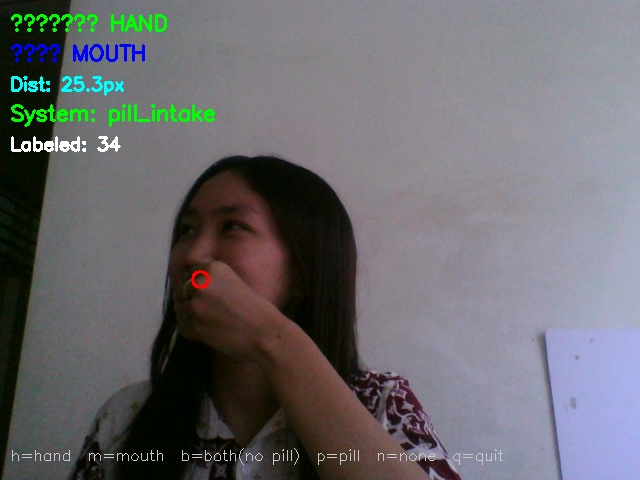 ??????? HAND
???? MOUTH
Dist: 25.3px
System: pill_intake
Labeled: 34
h=hand m=mouth b=both(no pill) p=pill n=none q=quit